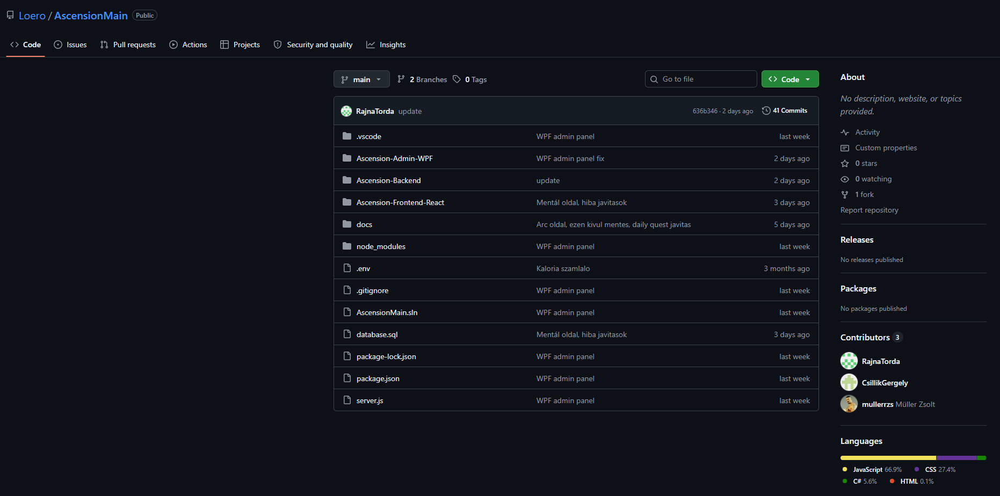 Loero / AscensionMain Public
Code Issues Pull requests Actions Projects Security and quality Insights
main 2 Branches 0 Tags Go to file Code
RajnaTorda update 636b346 · 2 days ago 41 Commits
.vscode WPF admin panel last week
Ascension-Admin-WPF WPF admin panel fix 2 days ago
Ascension-Backend update 2 days ago
Ascension-Frontend-React Mentál oldal, hiba javitasok 3 days ago
docs Arc oldal, ezen kivul mentes, daily quest javitas 5 days ago
node_modules WPF admin panel last week
.env Kaloria szamlalo 3 months ago
.gitignore WPF admin panel last week
AscensionMain.sln WPF admin panel last week
database.sql Mentál oldal, hiba javitasok 3 days ago
package-lock.json WPF admin panel last week
package.json WPF admin panel last week
server.js WPF admin panel last week
About
No description, website, or topics
provided.
Activity
Custom properties
0 stars
0 watching
1 fork
Report repository
Releases
No releases published
Packages
No packages published
Contributors 3
RajnaTorda
CsillikGergely
mullerrzs Müller Zsolt
Languages
JavaScript 66.9% CSS 27.4%
C# 5.6% HTML 0.1%